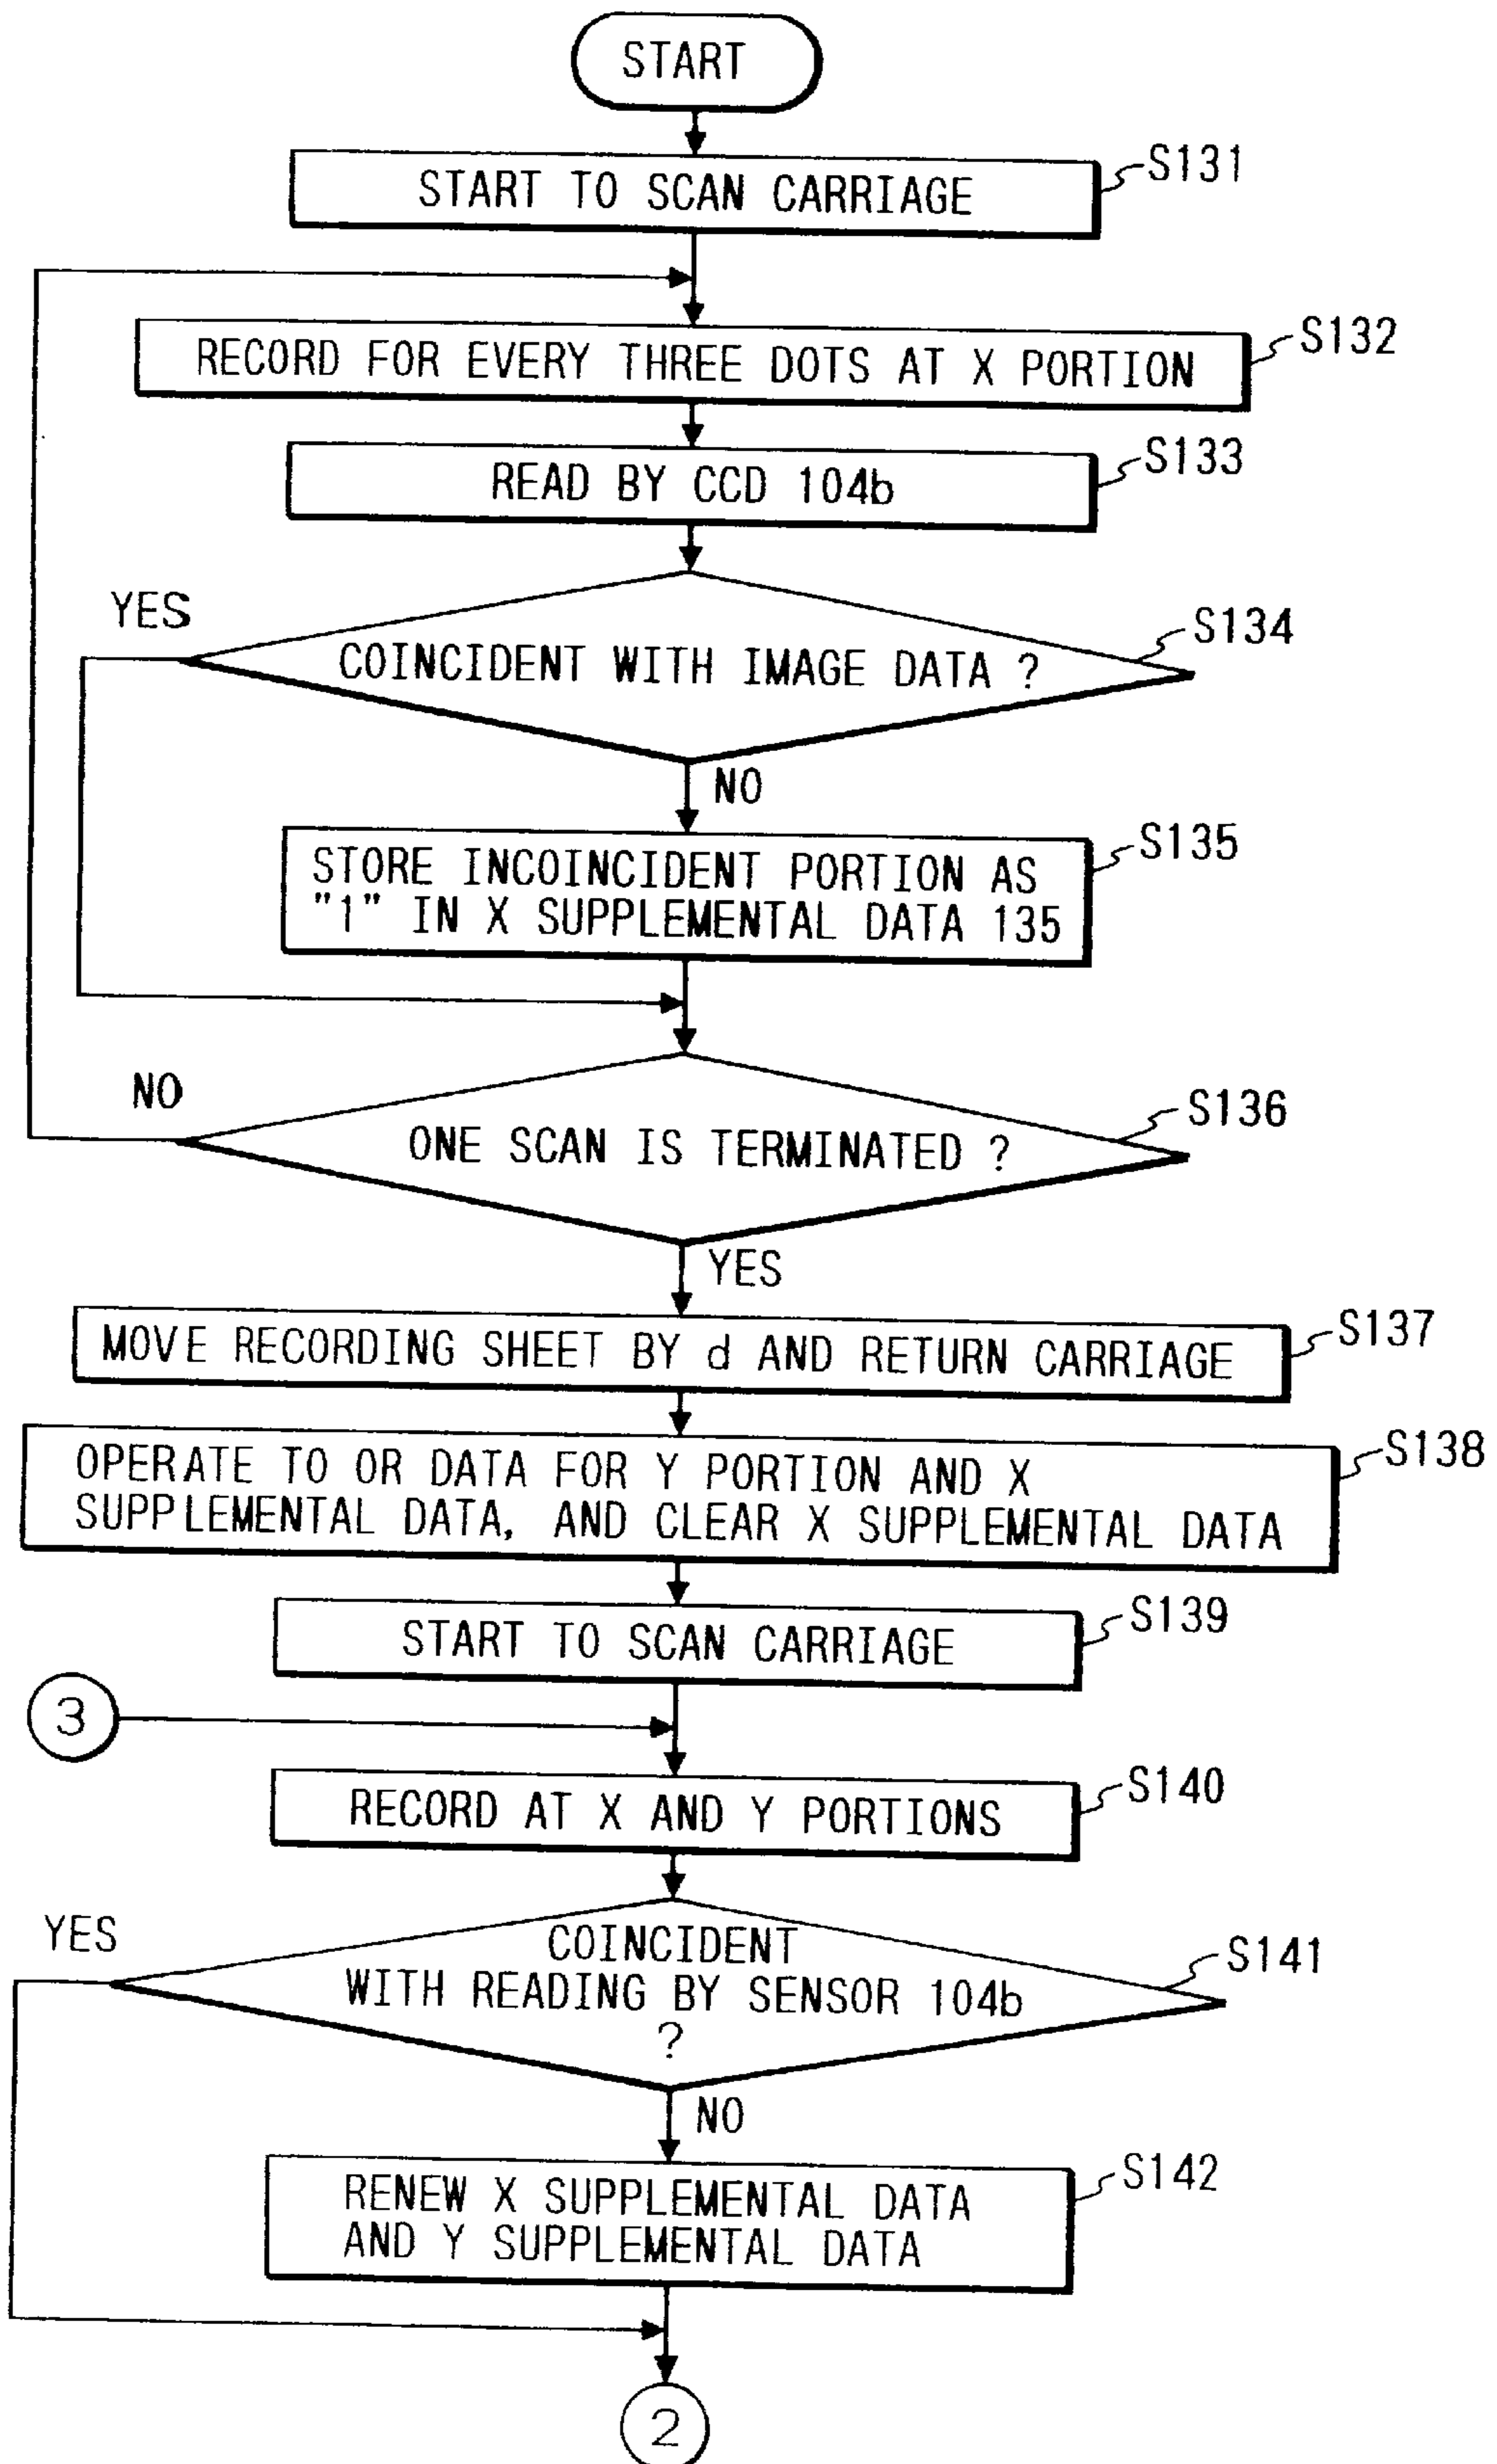 START
START TO SCAN CARRIAGE
S131
RECORD FOR EVERY THREE DOTS AT X PORTION
S132
READ BY CCD 104b
S133
YES
COINCIDENT WITH IMAGE DATA ?
S134
NO
STORE INCOINCIDENT PORTION AS
"1" IN X SUPPLEMENTAL DATA 135
S135
NO
ONE SCAN IS TERMINATED ?
S136
YES
MOVE RECORDING SHEET BY d AND RETURN CARRIAGE
S137
OPERATE TO OR DATA FOR Y PORTION AND X
SUPPLEMENTAL DATA, AND CLEAR X SUPPLEMENTAL DATA
S138
START TO SCAN CARRIAGE
S139
3
RECORD AT X AND Y PORTIONS
S140
YES
COINCIDENT
WITH READING BY SENSOR 104b
?
S141
NO
RENEW X SUPPLEMENTAL DATA
AND Y SUPPLEMENTAL DATA
S142
2